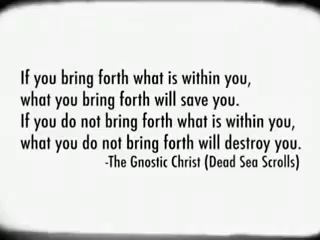 If you bring forth what is within you,
what you bring forth will save you.
If you do not bring forth what is within you,
what you do not bring forth will destroy you.
-The Gnostic Christ (Dead Sea Scrolls)